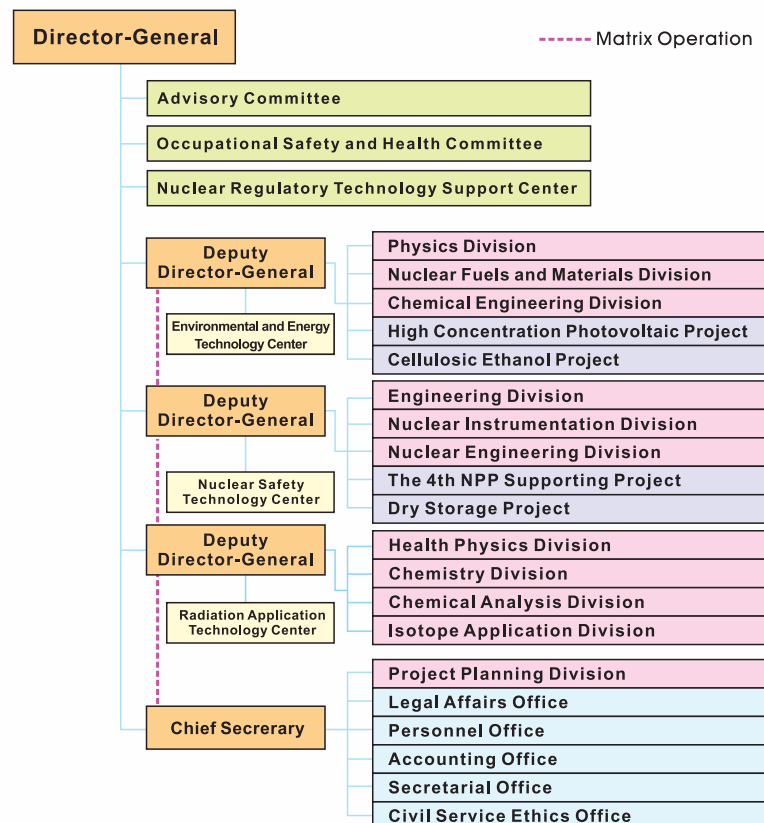 Director-General
Matrix Operation
Advisory Committee
Occupational Safety and Health Committee
Nuclear Regulatory Technology Support Center
Deputy
Director-General
Environmental and Energy
Technology Center
Physics Division
Nuclear Fuels and Materials Division
Chemical Engineering Division
High Concentration Photovoltaic Project
Cellulosic Ethanol Project
Deputy
Director-General
Nuclear Safety
Technology Center
Engineering Division
Nuclear Instrumentation Division
Nuclear Engineering Division
The 4th NPP Supporting Project
Dry Storage Project
Deputy
Director-General
Radiation Application
Technology Center
Health Physics Division
Chemistry Division
Chemical Analysis Division
Isotope Application Division
Chief Secrerary
Project Planning Division
Legal Affairs Office
Personnel Office
Accounting Office
Secretarial Office
Civil Service Ethics Office